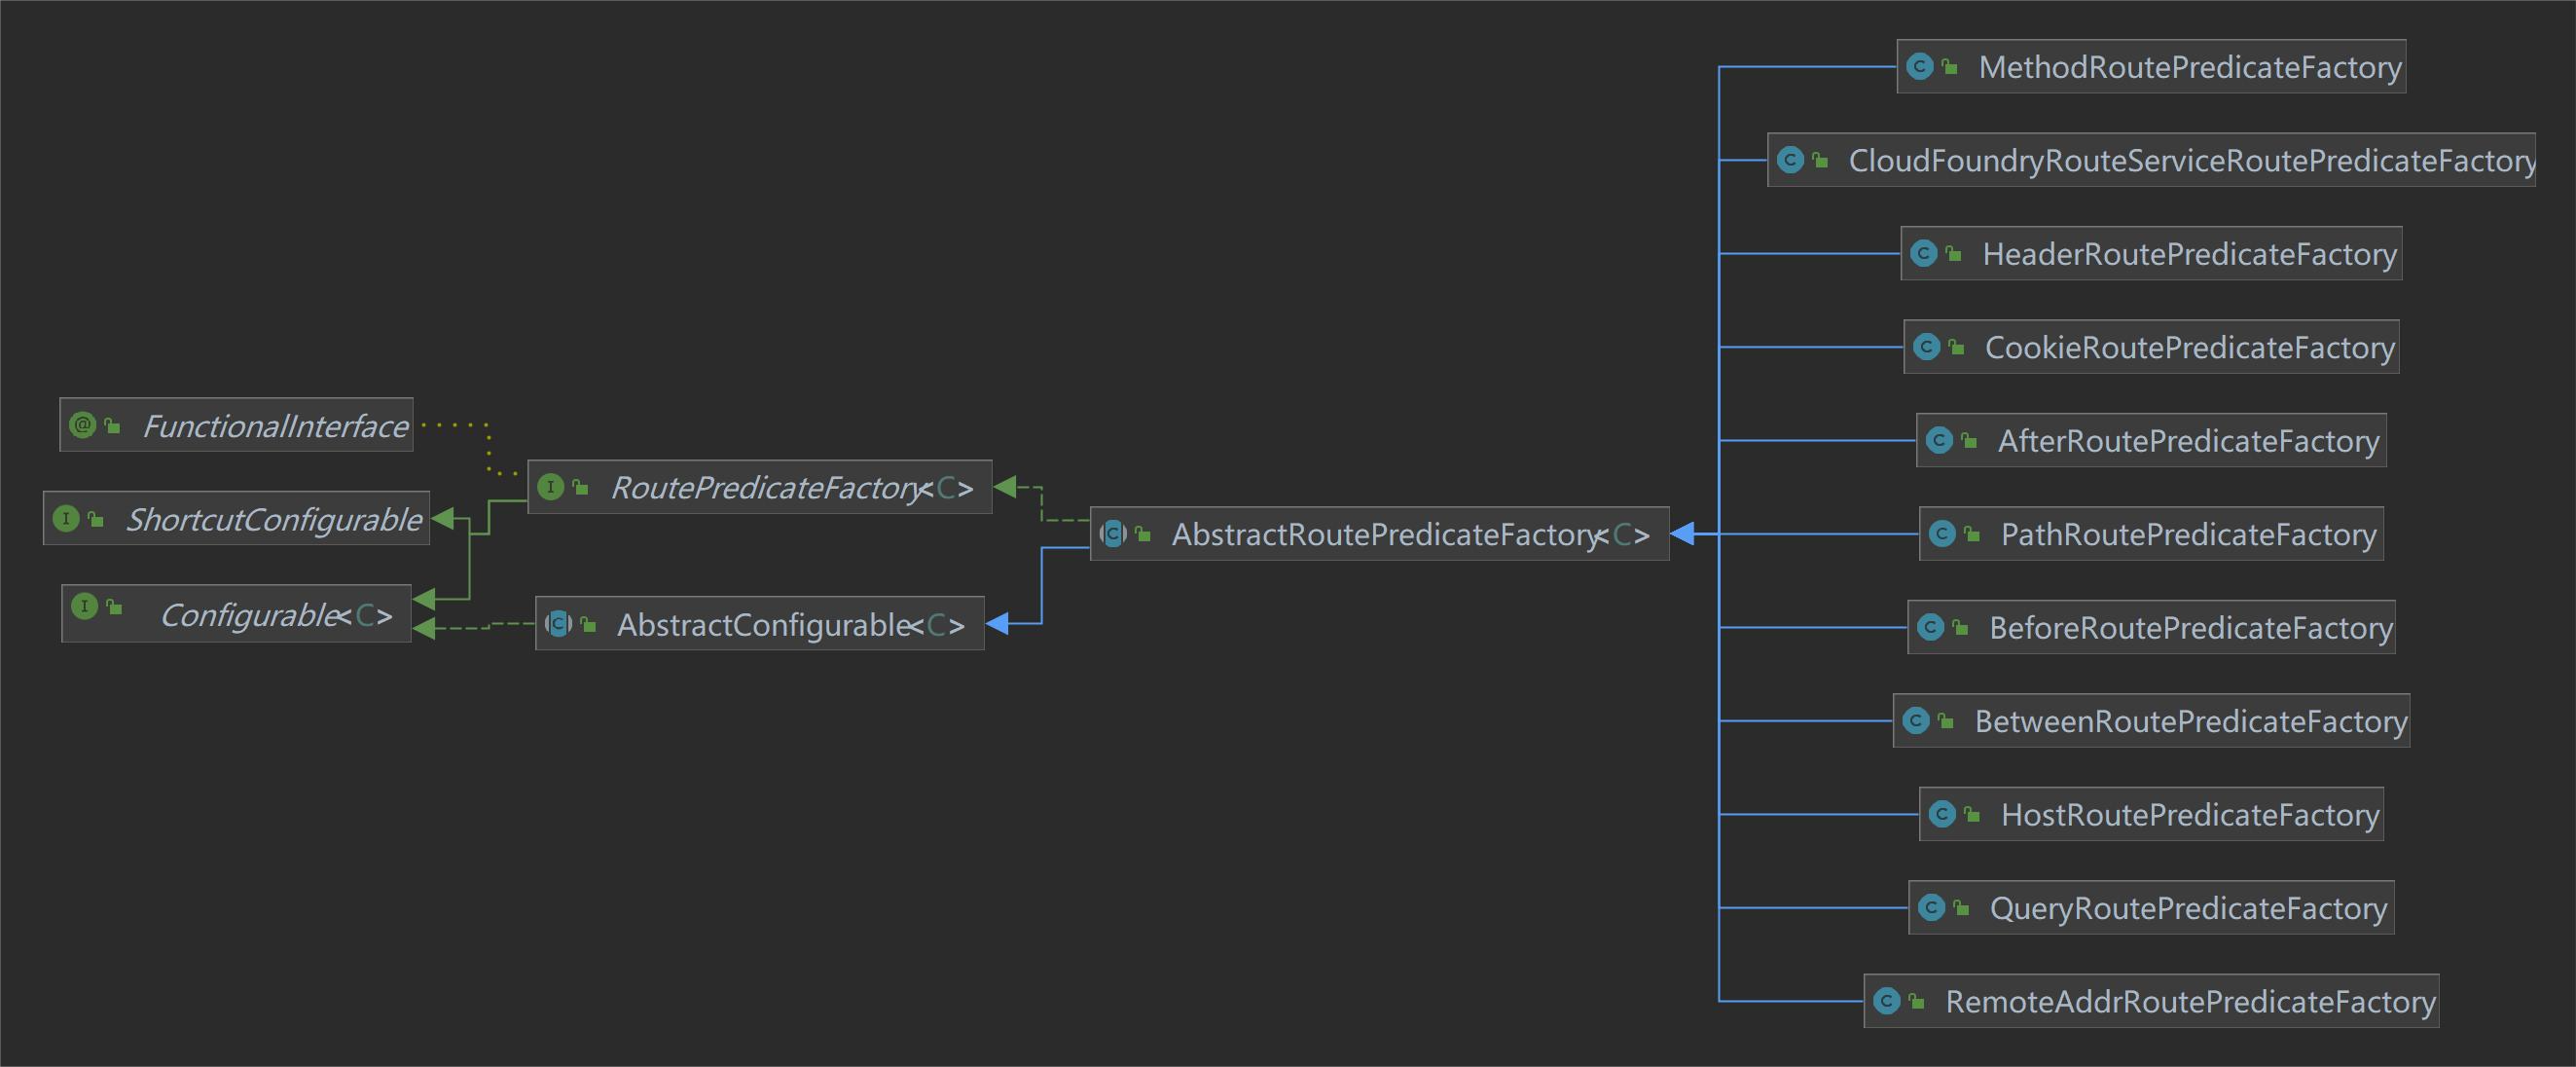 FunctionalInterface
ShortcutConfigurable
Configurable<C>
RoutePredicateFactory<C>
AbstractConfigurable<C>
AbstractRoutePredicateFactory<C>
MethodRoutePredicateFactory
CloudFoundryRouteServiceRoutePredicateFactory
HeaderRoutePredicateFactory
CookieRoutePredicateFactory
AfterRoutePredicateFactory
PathRoutePredicateFactory
BeforeRoutePredicateFactory
BetweenRoutePredicateFactory
HostRoutePredicateFactory
QueryRoutePredicateFactory
RemoteAddrRoutePredicateFactory